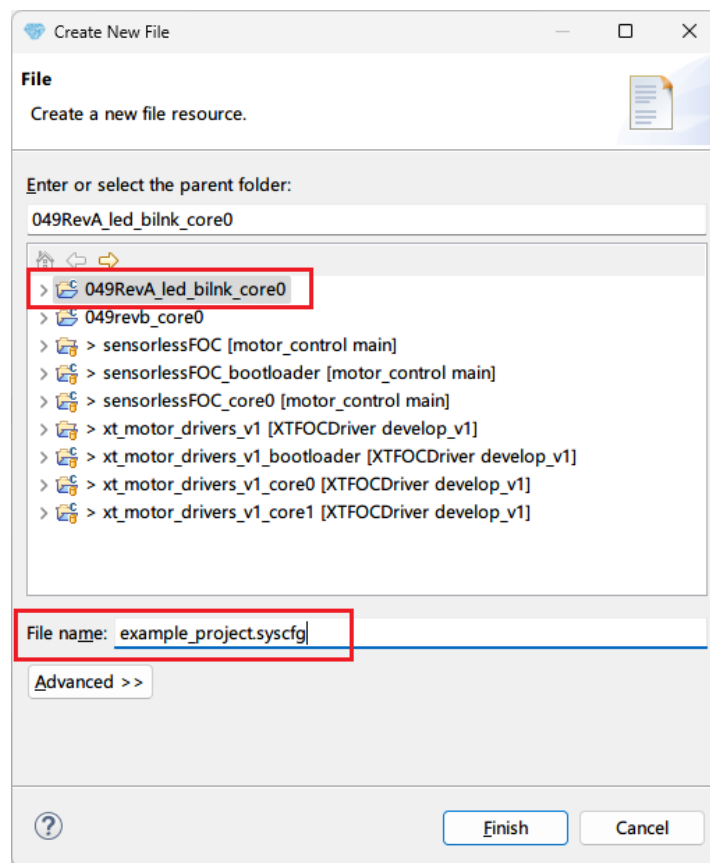 Create New File
File
Create a new file resource.
Enter or select the parent folder:
049RevA_led_bilnk_core0
049RevA_led_bilnk_core0
049revb_core0
> sensorlessFOC [motor_control main]
> sensorlessFOC_bootloader [motor_control main]
> sensorlessFOC_core0 [motor_control main]
> xt_motor_drivers_v1 [XTFOCDriver develop_v1]
> xt_motor_drivers_v1_bootloader [XTFOCDriver develop_v1]
> xt_motor_drivers_v1_core0 [XTFOCDriver develop_v1]
> xt_motor_drivers_v1_core1 [XTFOCDriver develop_v1]
File name: example_project.syscfg
Advanced >>
? Finish Cancel